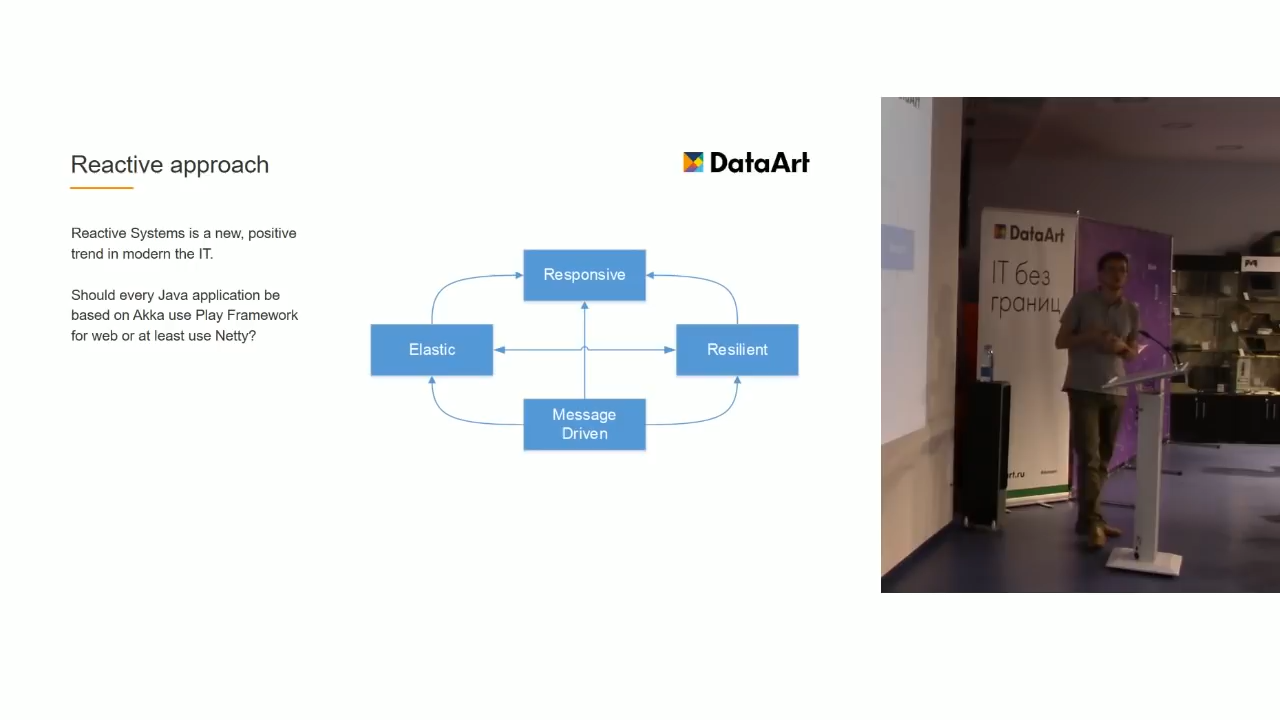 Reactive approach
DataArt
Reactive Systems is a new, positive
trend in modern the IT.
Should every Java application be
based on Akka use Play Framework
for web or at least use Netty?
Responsive
Elastic
Resilient
Message
Driven
DataArt
IT без
границ